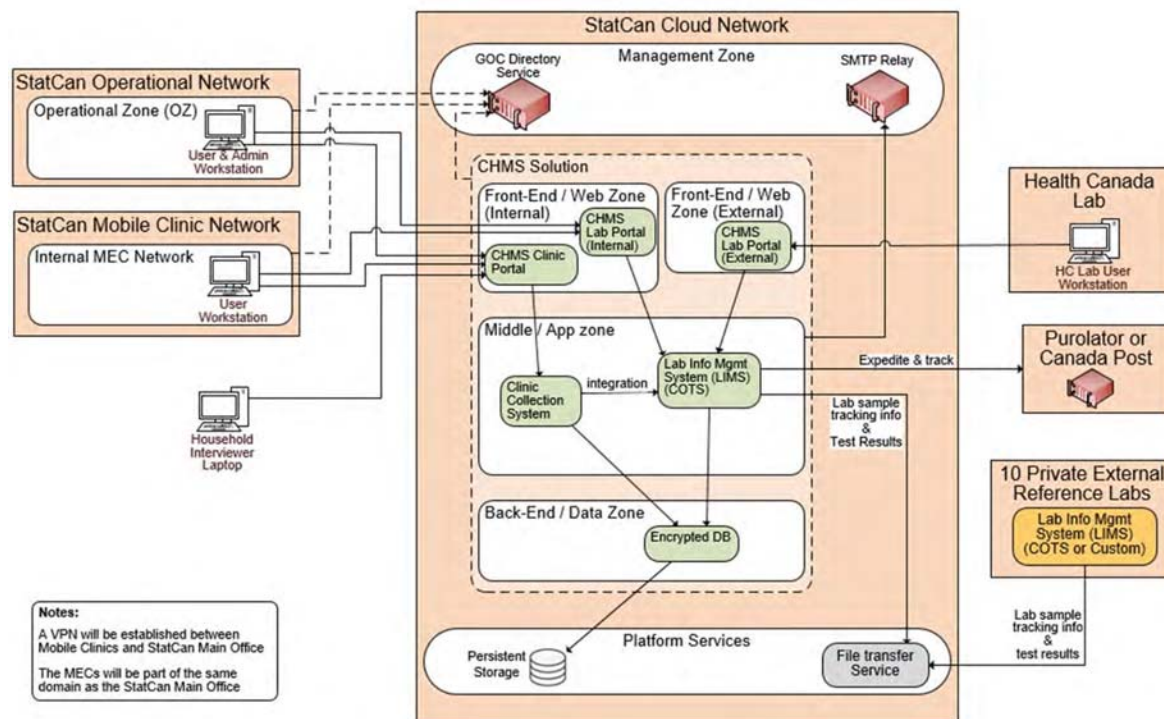 StatCan Cloud Network
Management Zone
GOC Directory
Service
SMTP Relay
StatCan Operational Network
Operational Zone (OZ)
User & Admin
Workstation
StatCan Mobile Clinic Network
Internal MEC Network
User
Workstation
Household
Interviewer
Laptop
CHMS Solution
Front-End / Web Zone
(Internal)
CHMS
Lab Portal
(Internal)
CHMS Clinic
Portal
Front-End / Web
Zone (External)
CHMS
Lab Portal
(External)
Health Canada
Lab
HC Lab User
Workstation
Middle / App zone
Clinic
Collection
System
integration
Lab Info Mgmt
System (LIMS)
(COTS)
Expedite & track
Purolator or
Canada Post
Lab sample
tracking info
&
Test Results
10 Private External
Reference Labs
Lab Info Mgmt
System (LIMS)
(COTS or Custom)
Lab sample
tracking info
&
test results
Back-End / Data Zone
Encrypted DB
Platform Services
Persistent
Storage
File transfer
Service
Notes:
A VPN will be established between
Mobile Clinics and StatCan Main Office
The MECs will be part of the same
domain as the StatCan Main Office